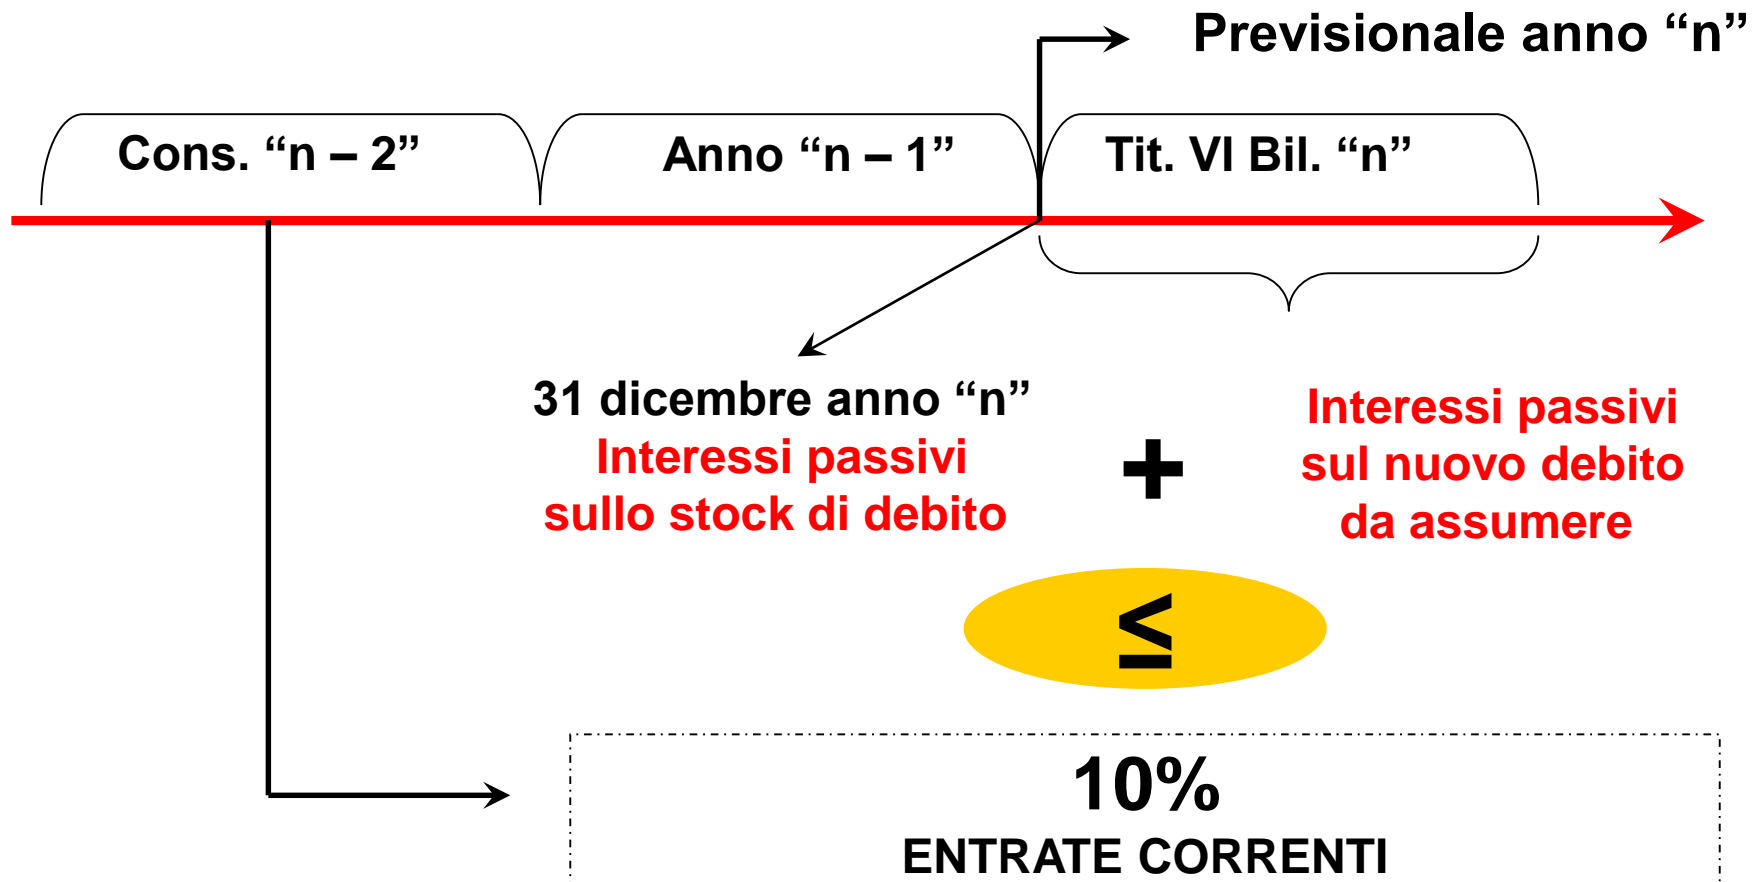 Previsionale anno “n”
Cons. “n – 2”
Anno “n – 1”
Tit. VI Bil. “n”
31 dicembre anno “n”
Interessi passivi
sullo stock di debito
+
Interessi passivi
sul nuovo debito
da assumere
≤
10%
ENTRATE CORRENTI